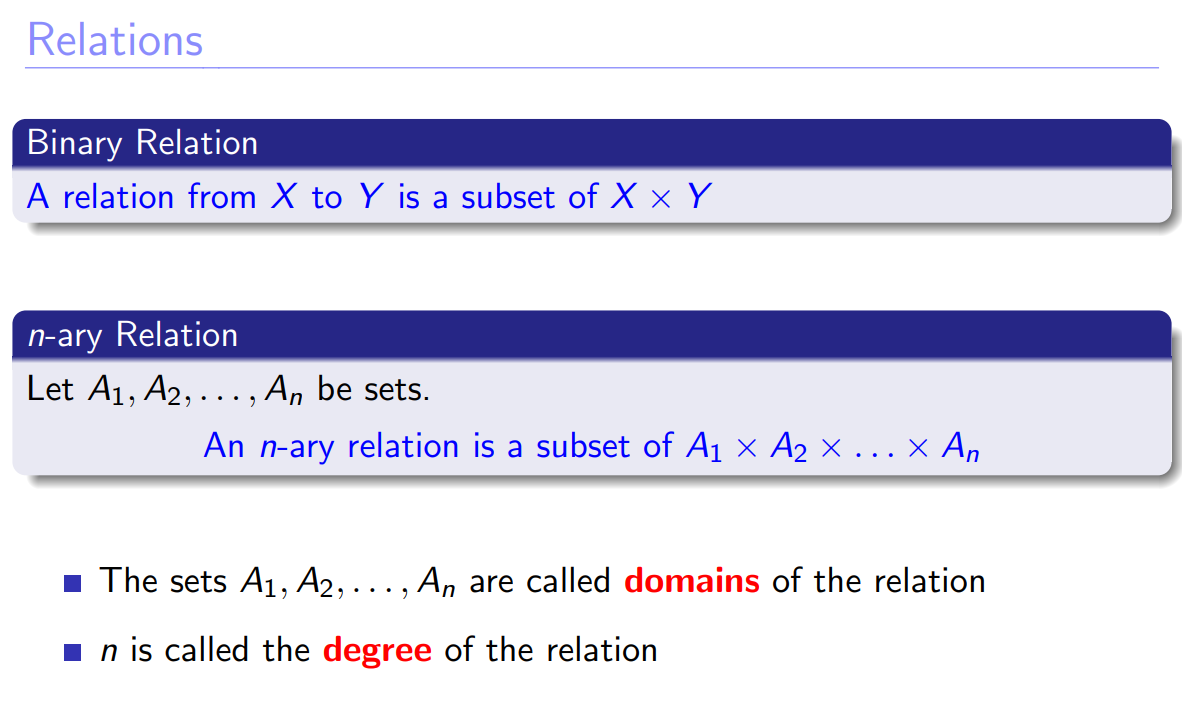 Relations
Binary Relation
A relation from X to Y is a subset of X × Y
n-ary Relation
Let A₁, A₂, . . . , Aₙ be sets.
An n-ary relation is a subset of A₁ × A₂ × . . . × Aₙ
The sets A₁, A₂, . . . , Aₙ are called domains of the relation
n is called the degree of the relation